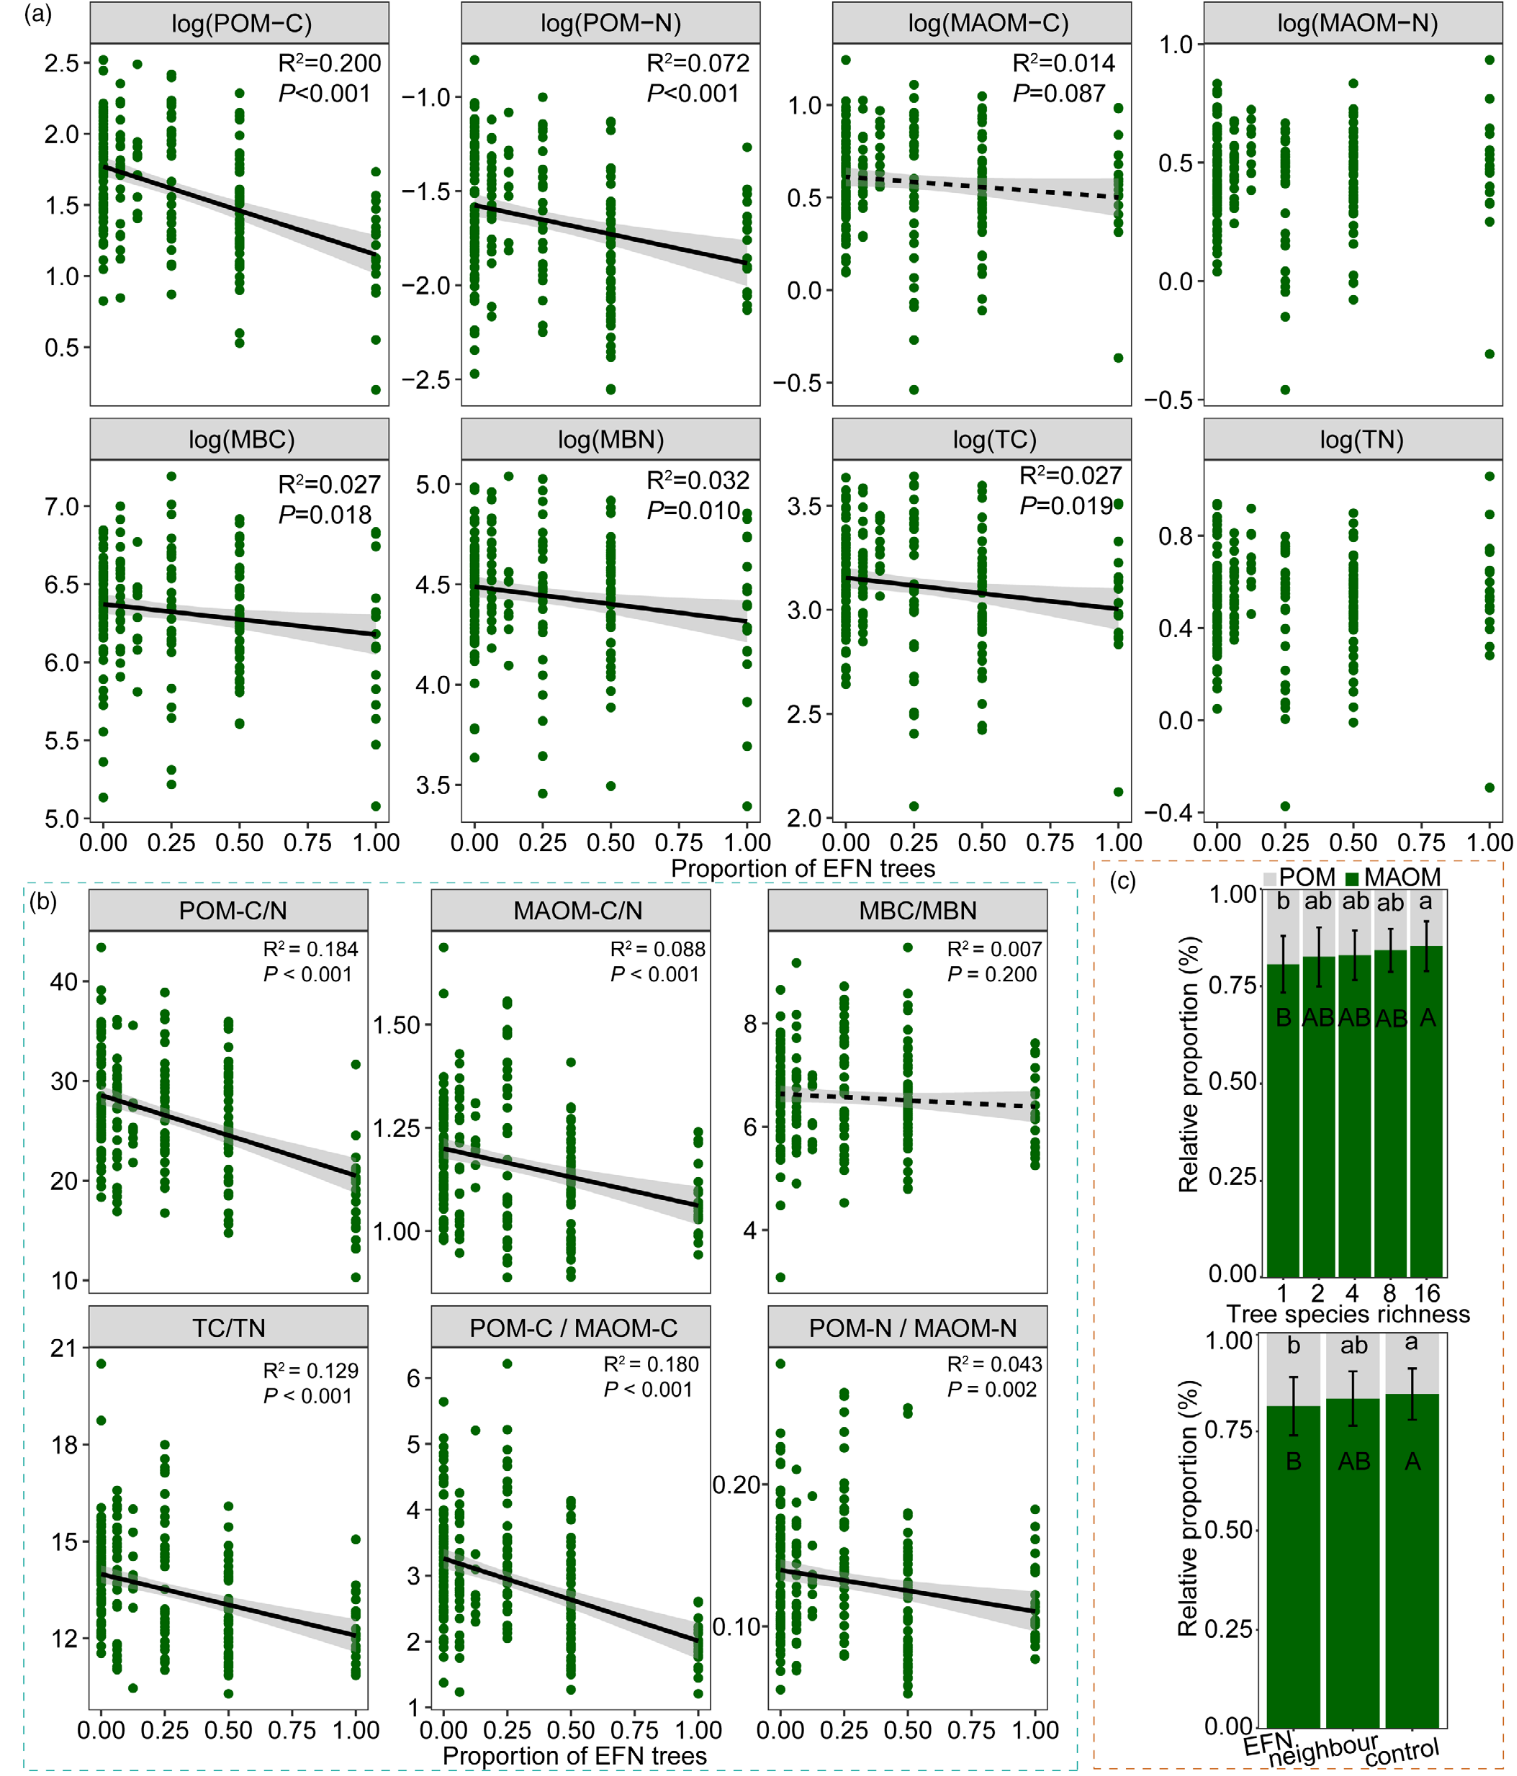 (a)
log(POM−C)
log(POM−N)
log(MAOM−C)
log(MAOM−N)
R²=0.200
P<0.001
2.5
2.0
1.5
1.0
0.5
R²=0.072
P<0.001
−1.0
−1.5
−2.0
−2.5
R²=0.014
P=0.087
1.0
0.5
0.0
−0.5
1.0
0.5
0.0
−0.5
log(MBC)
log(MBN)
log(TC)
log(TN)
R²=0.027
P=0.018
7.0
6.5
6.0
5.5
5.0
R²=0.032
P=0.010
5.0
4.5
4.0
3.5
R²=0.027
P=0.019
3.5
3.0
2.5
2.0
0.8
0.4
0.0
−0.4
0.00 0.25 0.50 0.75 1.00
0.00 0.25 0.50 0.75 1.00
0.00 0.25 0.50 0.75 1.00
0.00 0.25 0.50 0.75 1.00
Proportion of EFN trees
(b)
POM-C/N
MAOM-C/N
MBC/MBN
R² = 0.184
P < 0.001
40
30
20
10
R² = 0.088
P < 0.001
1.50
1.25
1.00
R² = 0.007
P = 0.200
8
6
4
TC/TN
POM-C / MAOM-C
POM-N / MAOM-N
R² = 0.129
P < 0.001
21
18
15
12
R² = 0.180
P < 0.001
6
5
4
3
2
1
R² = 0.043
P = 0.002
0.20
0.10
0.00 0.25 0.50 0.75 1.00
0.00 0.25 0.50 0.75 1.00
0.00 0.25 0.50 0.75 1.00
Proportion of EFN trees
(c)
POM MAOM
b ab ab ab a
B AB AB AB A
1.00
0.75
0.50
0.25
0.00
Relative proportion (%)
1 2 4 8 16
Tree species richness
b ab a
B AB A
1.00
0.75
0.50
0.25
0.00
Relative proportion (%)
EFN neighbour control